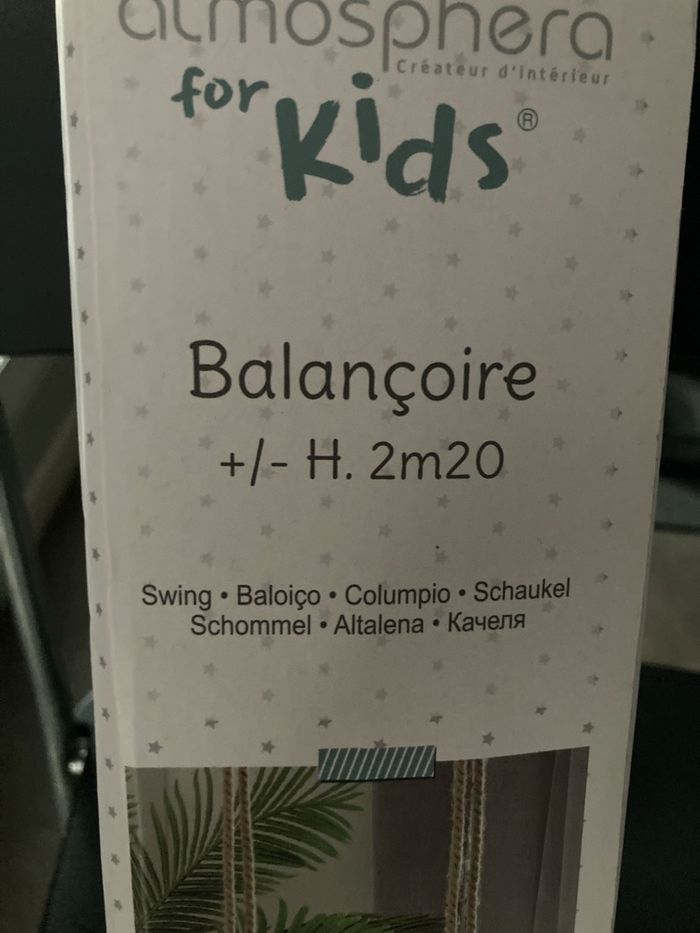 atmosphera
Créateur d'intérieur
for
Kids®
Balançoire
+/- H. 2m20
Swing • Baloiço • Columpio • Schaukel
Schommel • Altalena • Качеля